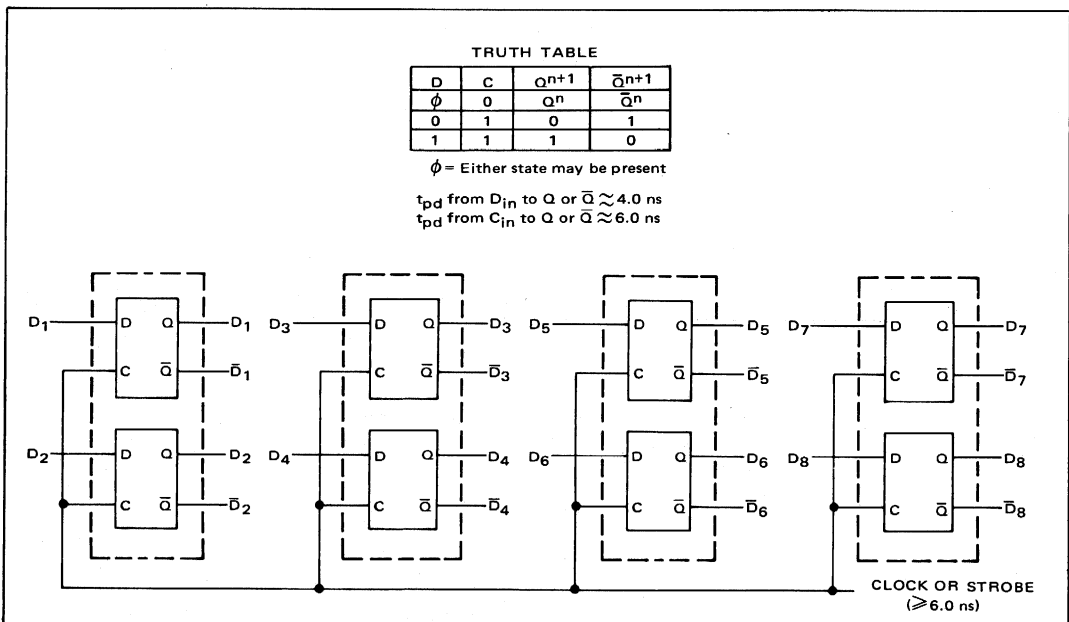 TRUTH TABLE
D C Qn+1 Q̄n+1
ϕ 0 Qn Q̄n
0 1 0 1
1 1 1 0
ϕ = Either state may be present
tpd from Din to Q or Q̄ ≈ 4.0 ns
tpd from Cin to Q or Q̄ ≈ 6.0 ns
D1 D Q D1
C Q̄ D̄1
D2 D Q D2
C Q̄ D̄2
D3 D Q D3
C Q̄ D̄3
D4 D Q D4
C Q̄ D̄4
D5 D Q D5
C Q̄ D̄5
D6 D Q D6
C Q̄ D̄6
D7 D Q D7
C Q̄ D̄7
D8 D Q D8
C Q̄ D̄8
CLOCK OR STROBE
(⩾6.0 ns)